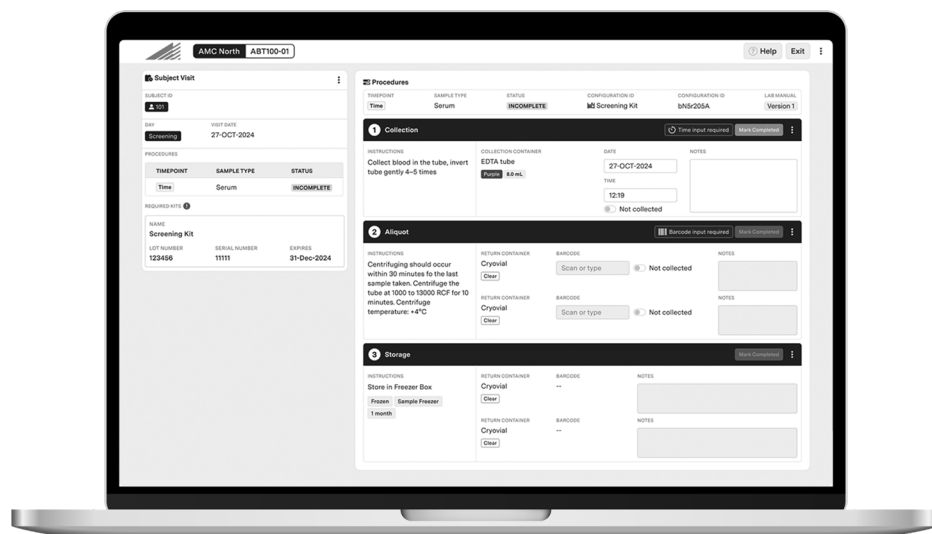 AMC North ABT100-01
Help Exit
Subject Visit
SUBJECT ID
101
DAY VISIT DATE
Screening 27-OCT-2024
PROCEDURES
TIMEPOINT SAMPLE TYPE STATUS
Time Serum INCOMPLETE
REQUIRED KITS
NAME
Screening Kit
LOT NUMBER SERIAL NUMBER EXPIRES
123456 11111 31-Dec-2024
Procedures
TIMEPOINT SAMPLE TYPE STATUS CONFIGURATION ID CONFIGURATION ID LAB MANUAL
Time Serum INCOMPLETE Screening Kit bN5r205A Version 1
1 Collection Time input required Mark Completed
INSTRUCTIONS
Collect blood in the tube, invert
tube gently 4–5 times
COLLECTION CONTAINER
EDTA tube
Purple 8.0 mL
DATE
27-OCT-2024
TIME
12:19
Not collected
NOTES
2 Aliquot Barcode input required Mark Completed
INSTRUCTIONS
Centrifuging should occur
within 30 minutes fo the last
sample taken. Centrifuge the
tube at 1000 to 13000 RCF for 10
minutes. Centrifuge
temperature: +4°C
RETURN CONTAINER BARCODE NOTES
Cryovial Scan or type Not collected
Clear
RETURN CONTAINER BARCODE NOTES
Cryovial Scan or type Not collected
Clear
3 Storage Mark Completed
INSTRUCTIONS
Store in Freezer Box
Frozen Sample Freezer
1 month
RETURN CONTAINER BARCODE NOTES
Cryovial --
Clear
RETURN CONTAINER BARCODE NOTES
Cryovial --
Clear